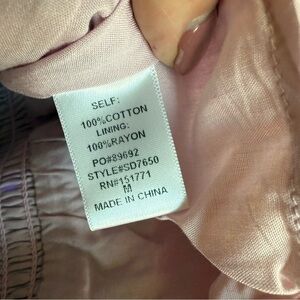 SELF:
100%COTTON
LINING:
100%RAYON
PO#89692
STYLE#SD7650
RN#151771
M
MADE IN CHINA